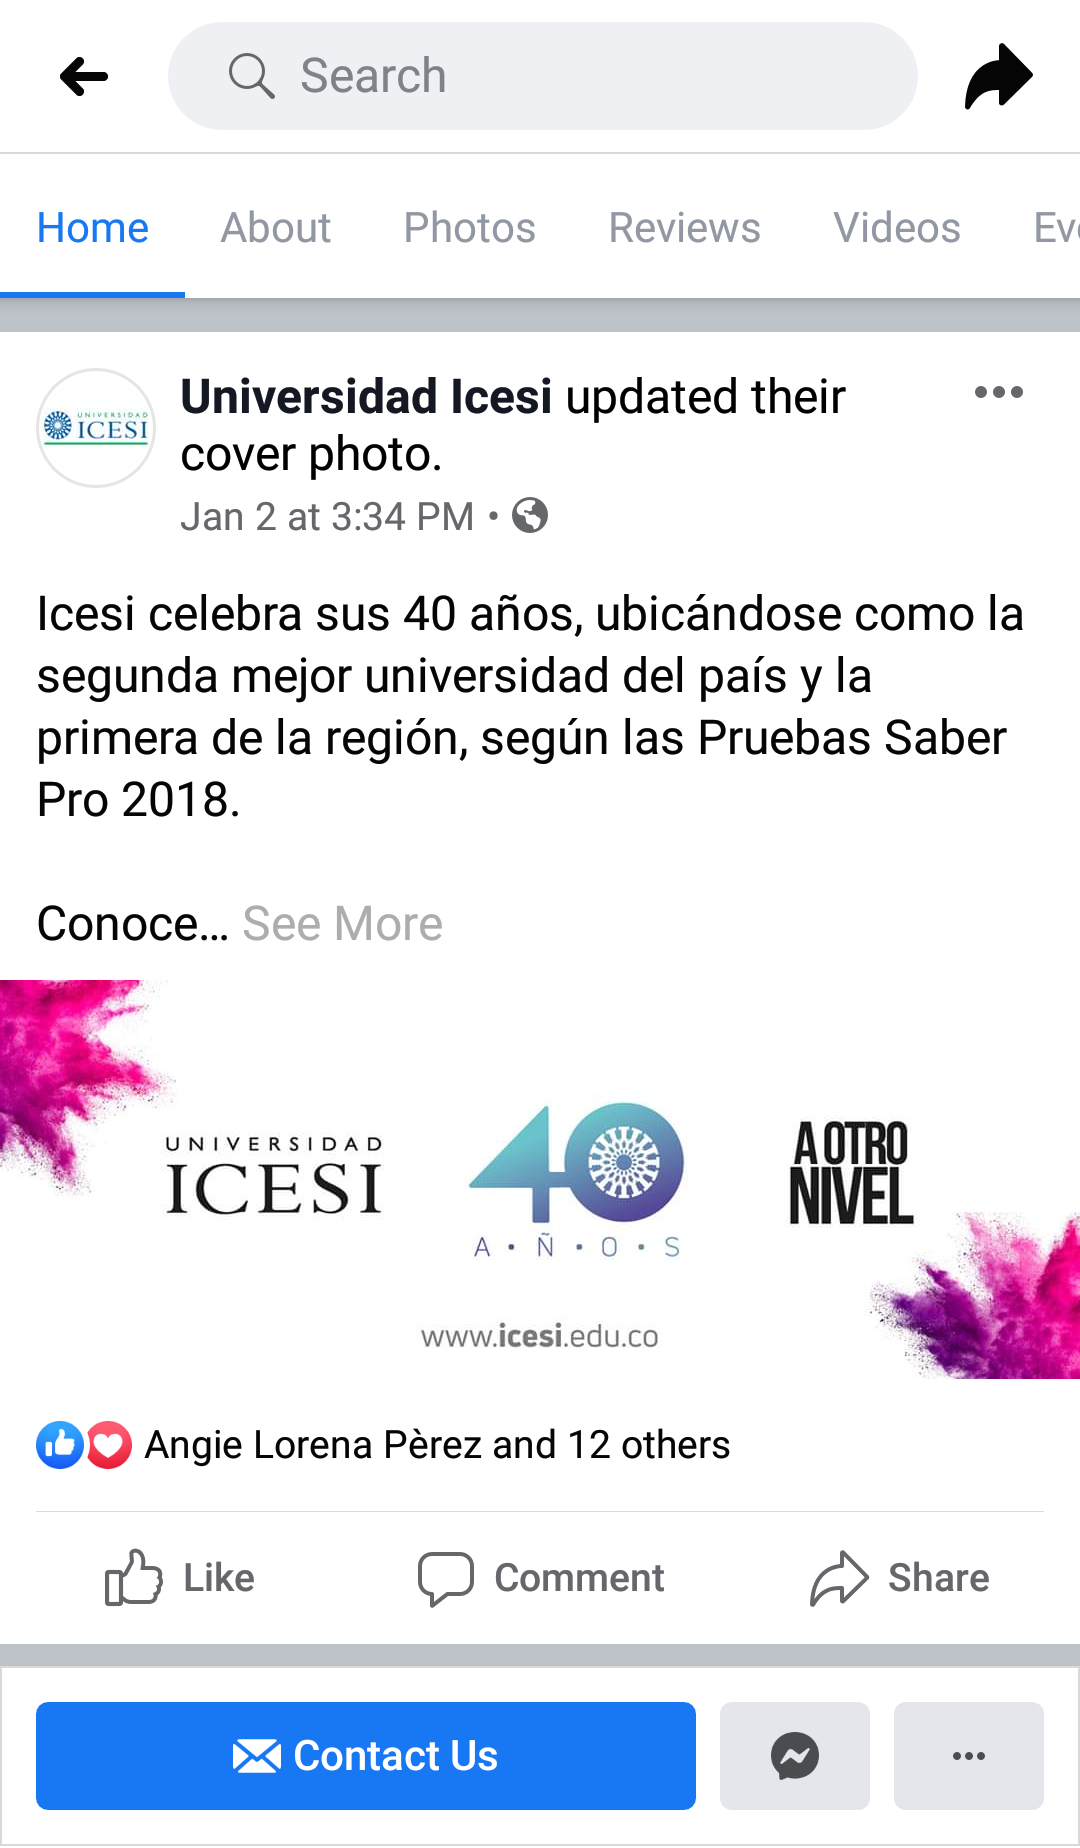 Search
Home About Photos Reviews Videos
UNIVERSIDAD
ICESI
Universidad Icesi updated their
cover photo.
Jan 2 at 3:34 PM •
Icesi celebra sus 40 años, ubicándose como la
segunda mejor universidad del país y la
primera de la región, según las Pruebas Saber
Pro 2018.
Conoce... See More
UNIVERSIDAD
ICESI
40
A • Ñ • O • S
A OTRO
NIVEL
www.icesi.edu.co
Angie Lorena Pèrez and 12 others
Like Comment Share
Contact Us